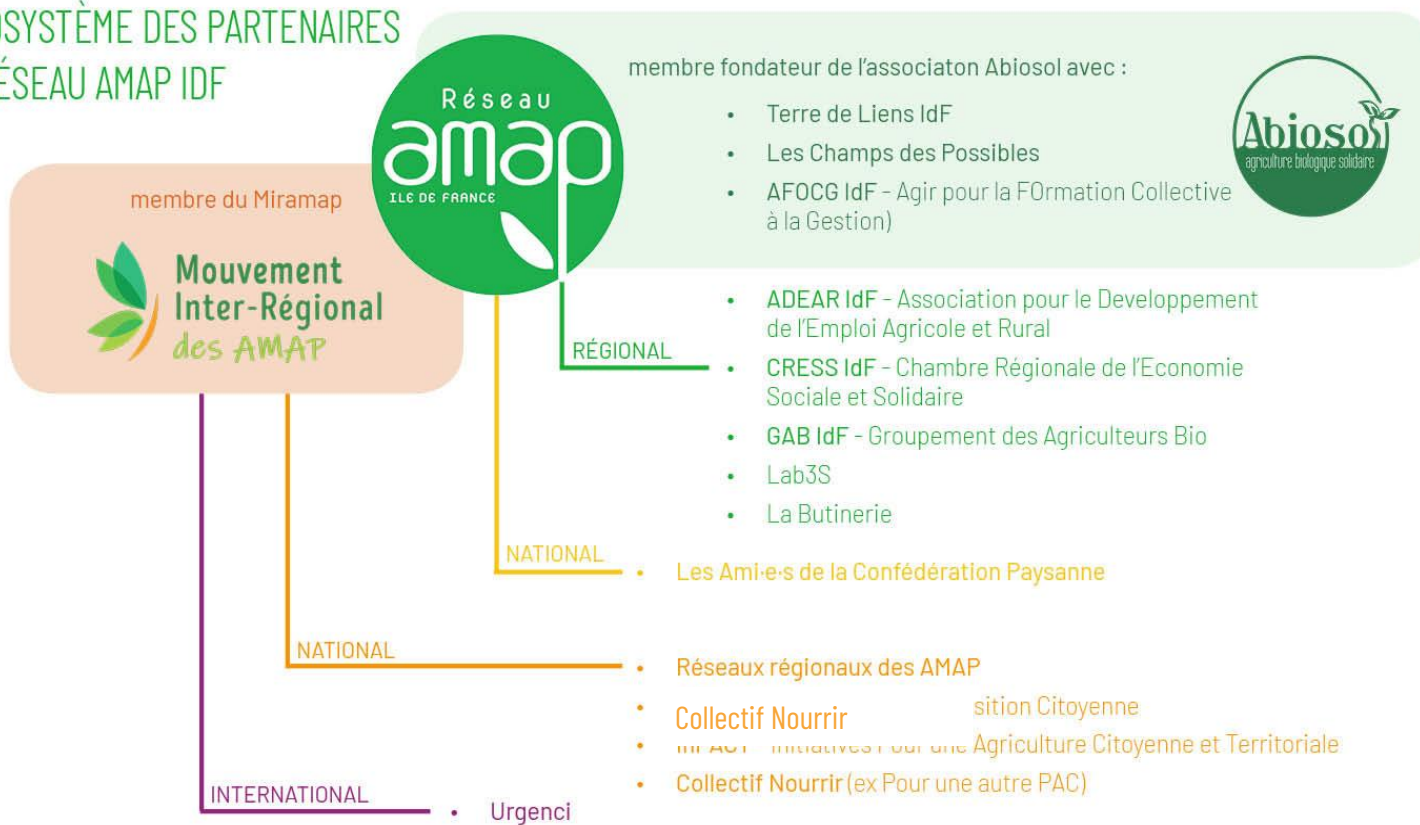 OSYSTÈME DES PARTENAIRES
ÉSEAU AMAP IDF
Réseau
amap
ILE DE FRANCE
membre fondateur de l'associaton Abiosol avec :
• Terre de Liens IdF
• Les Champs des Possibles
• AFOCG IdF - Agir pour la FOrmation Collective
à la Gestion)
Abiosol
agriculture biologique solidaire
membre du Miramap
Mouvement
Inter-Régional
des AMAP
RÉGIONAL
• ADEAR IdF - Association pour le Developpement
de l'Emploi Agricole et Rural
• CRESS IdF - Chambre Régionale de l'Economie
Sociale et Solidaire
• GAB IdF - Groupement des Agriculteurs Bio
• Lab3S
• La Butinerie
NATIONAL
• Les Ami·e·s de la Confédération Paysanne
NATIONAL
• Réseaux régionaux des AMAP
• Collectif Nourrir sition Citoyenne
• InPACT - Initiatives Pour une Agriculture Citoyenne et Territoriale
• Collectif Nourrir (ex Pour une autre PAC)
INTERNATIONAL
• Urgenci